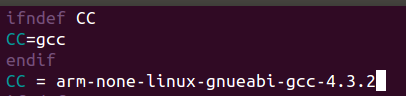 ifndef CC
CC=gcc
endif
CC = arm-none-linux-gnueabi-gcc-4.3.2